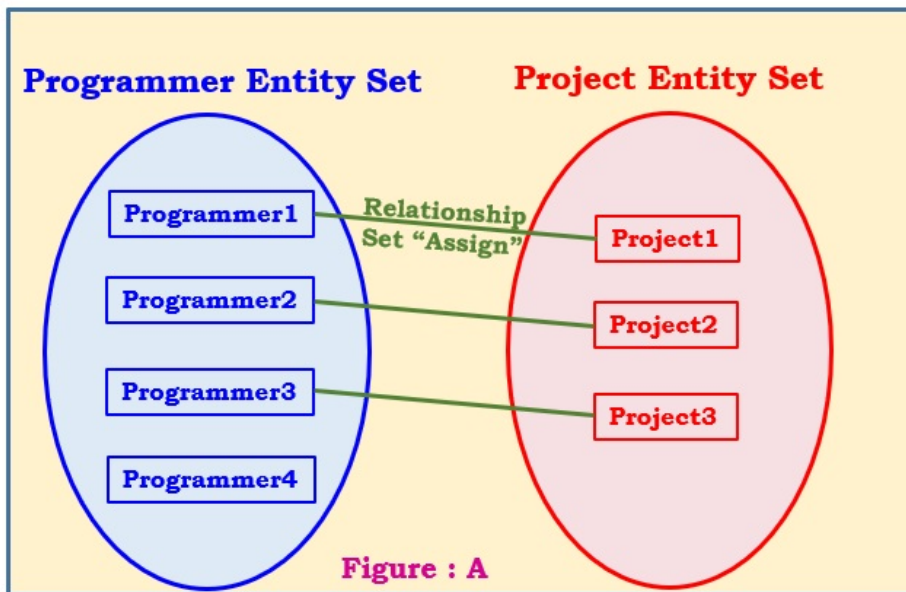 Programmer Entity Set
Project Entity Set
Programmer1
Relationship
Set “Assign”
Project1
Programmer2
Project2
Programmer3
Project3
Programmer4
Figure : A